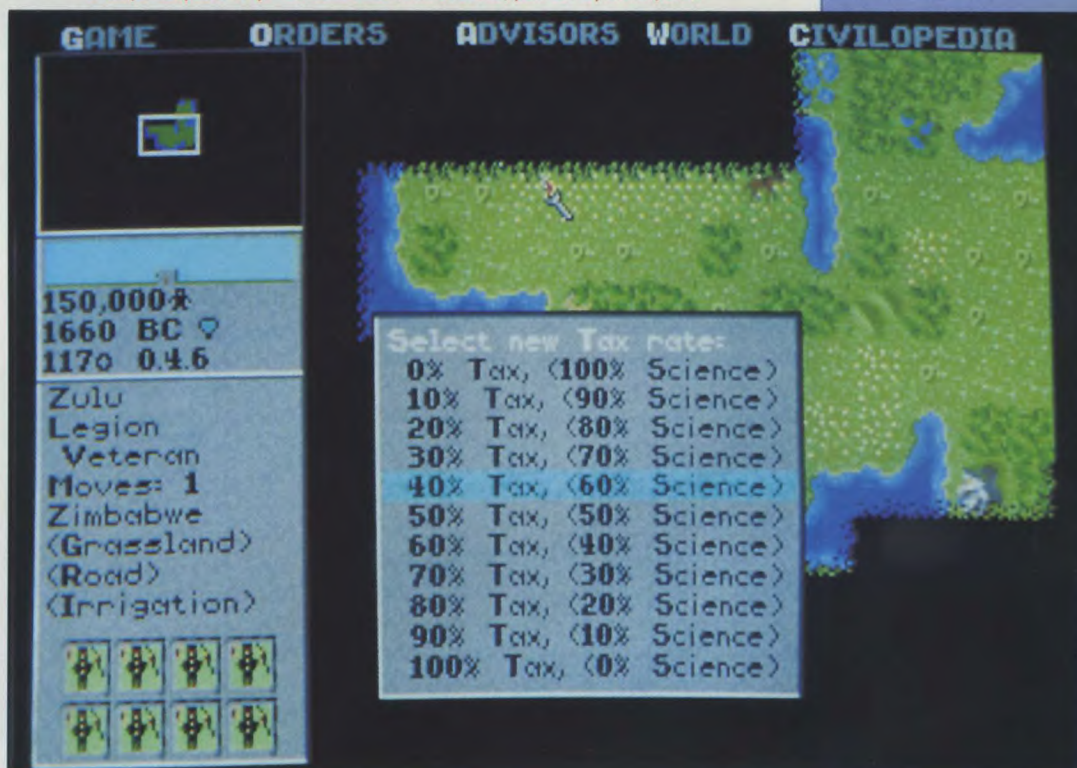 GAME ORDERS ADVISORS WORLD CIVILOPEDIA
150,000
1660 BC
117 0.4.6
Zulu
Legion
Veteran
Moves: 1
Zimbabwe
(Grassland)
(Road)
(Irrigation)
Select new Tax rate:
0% Tax, (100% Science)
10% Tax, (90% Science)
20% Tax, (80% Science)
30% Tax, (70% Science)
40% Tax, (60% Science)
50% Tax, (50% Science)
60% Tax, (40% Science)
70% Tax, (30% Science)
80% Tax, (20% Science)
90% Tax, (10% Science)
100% Tax, (0% Science)